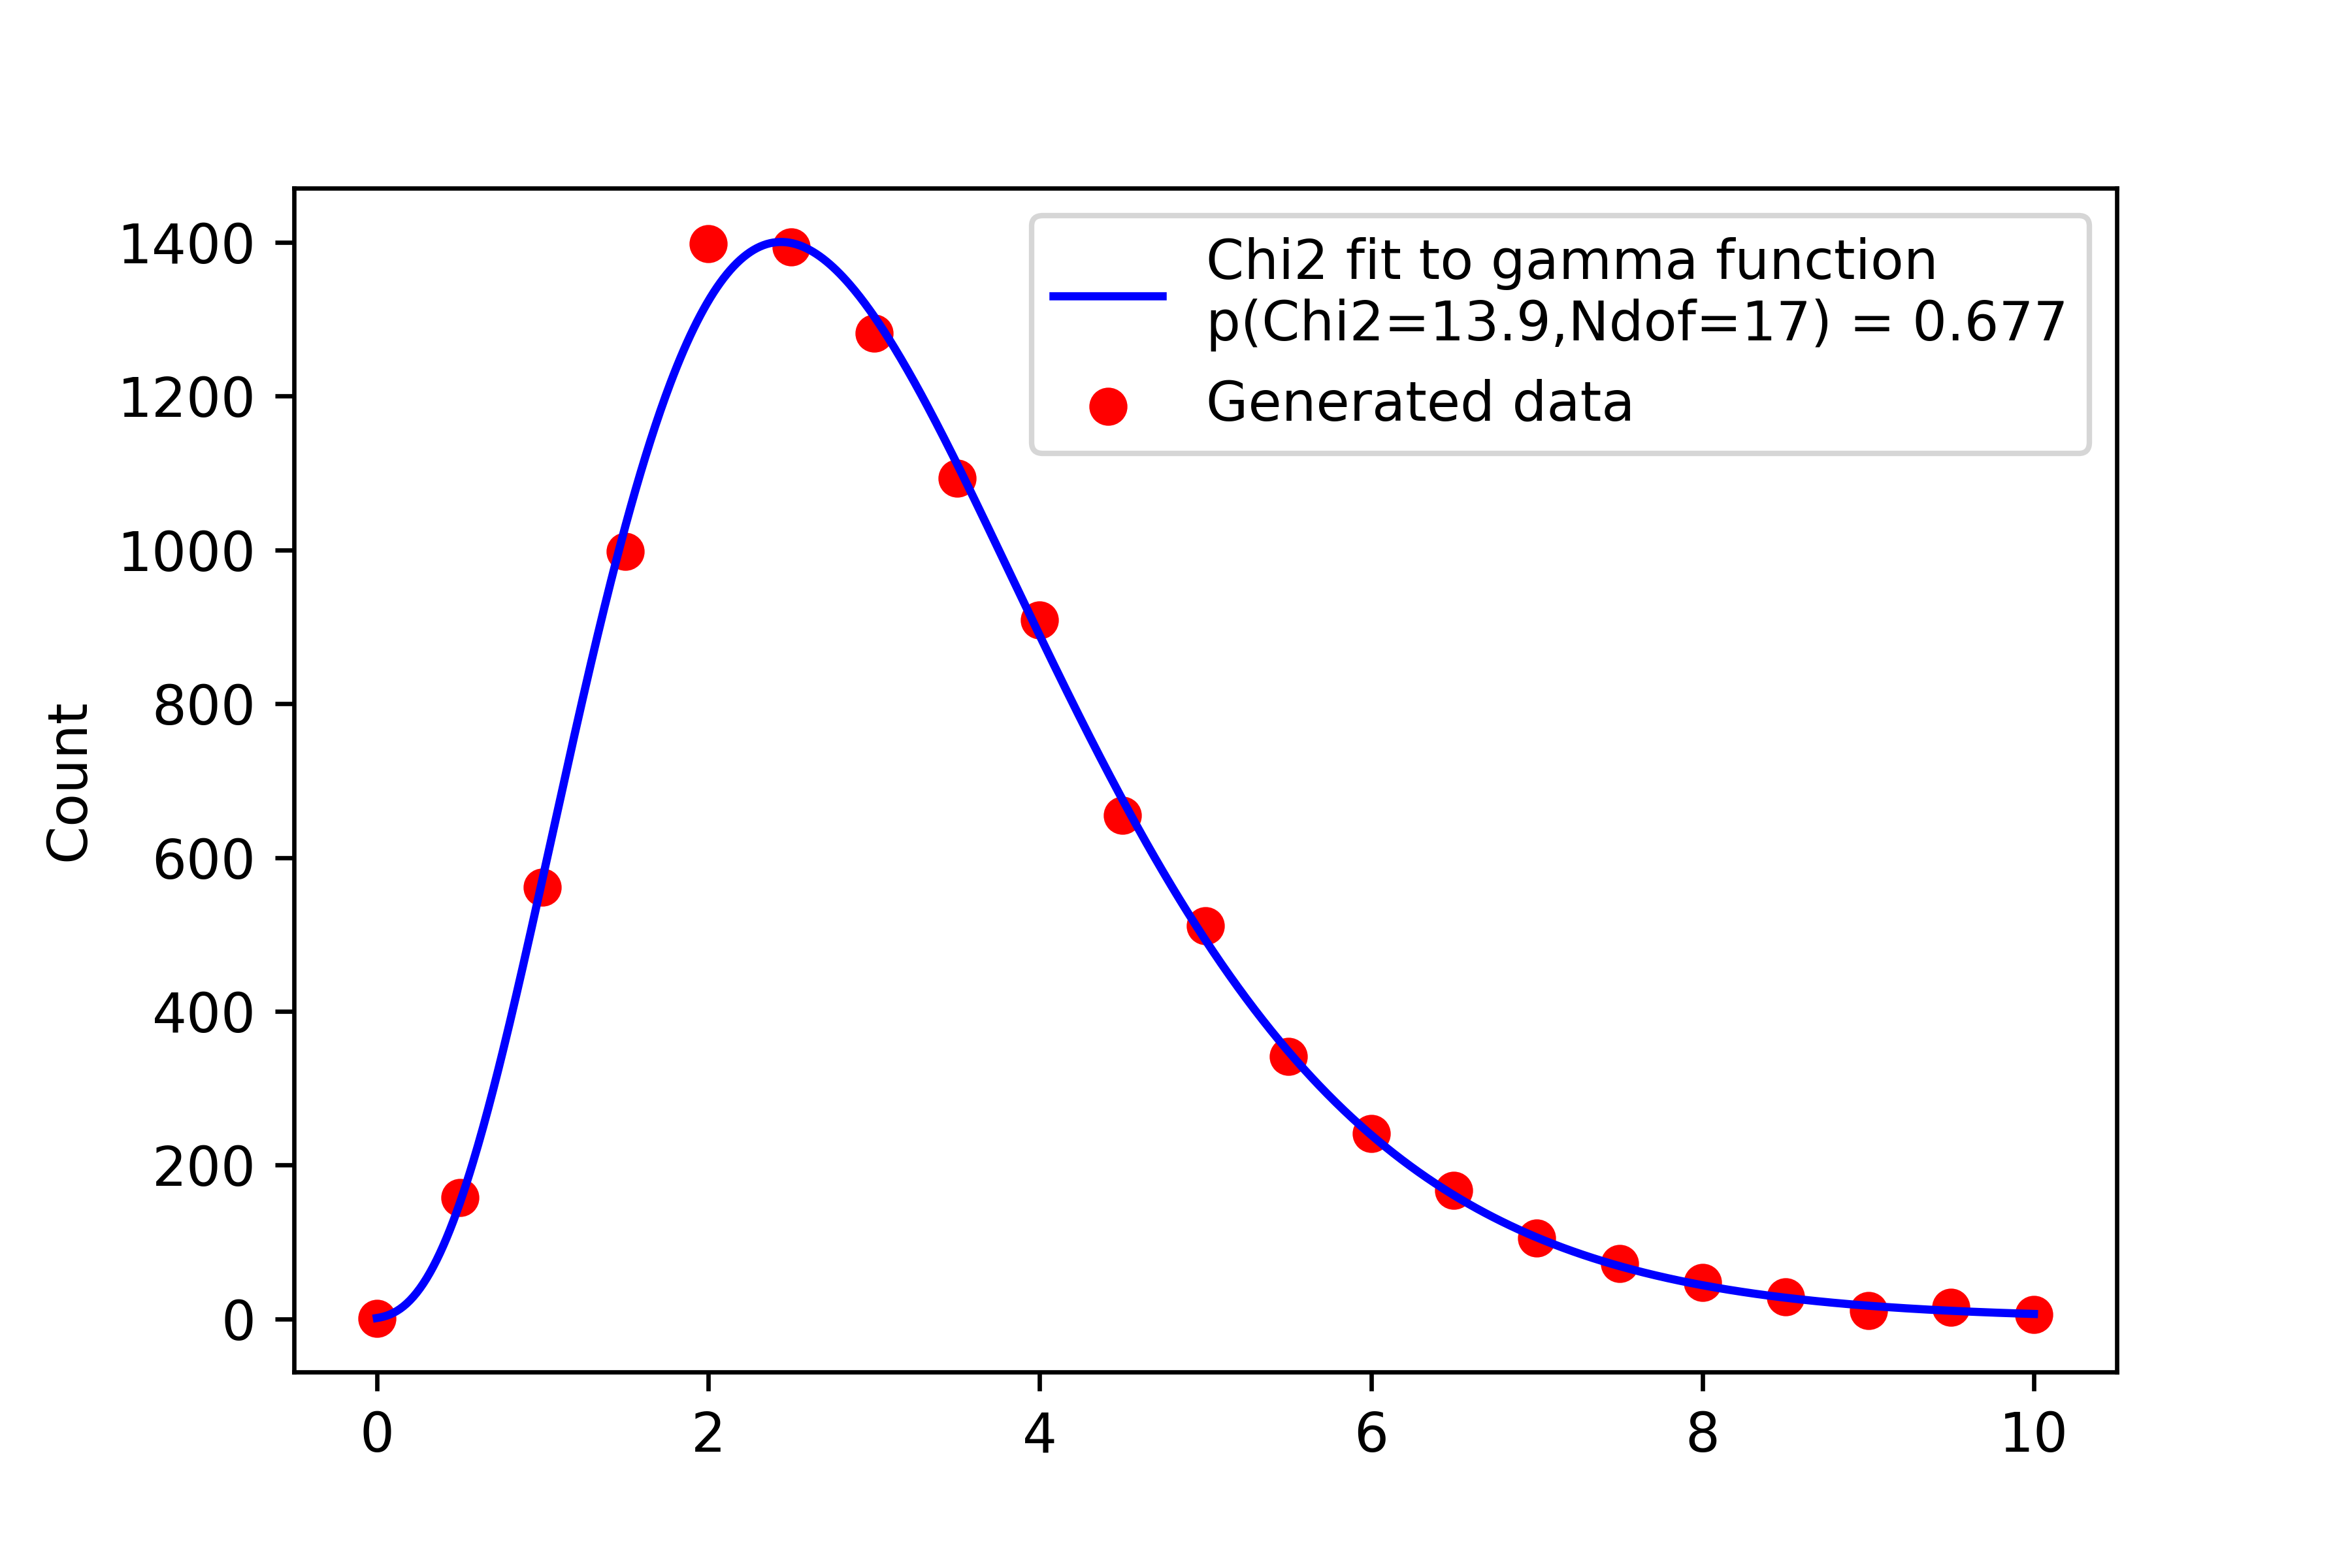 Chi2 fit to gamma function
p(Chi2=13.9,Ndof=17) = 0.677
Generated data
1400
1200
1000
800
600
400
200
0
Count
0 2 4 6 8 10